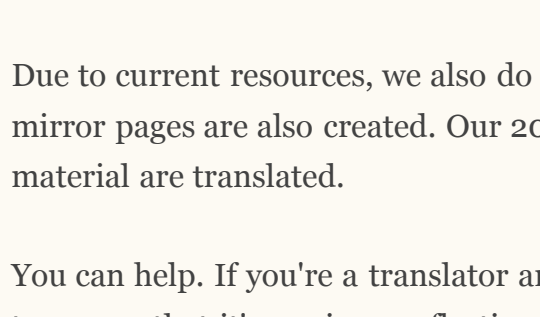 Due to current resources, we also do
mirror pages are also created. Our
material are translated.
You can help. If you're a translator